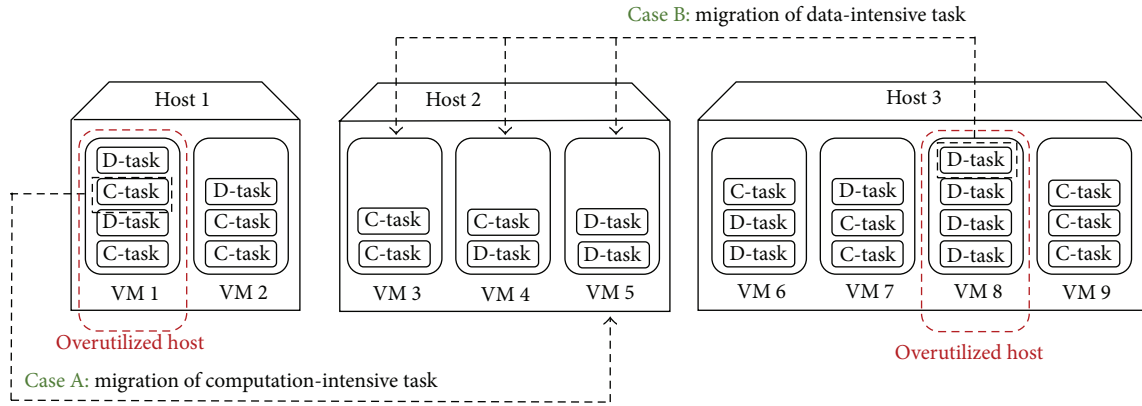 Case B: migration of data-intensive task
Host 1
Host 2
Host 3
D-task
C-task
D-task
C-task
VM 1
D-task
C-task
C-task
VM 2
C-task
C-task
VM 3
C-task
D-task
VM 4
D-task
D-task
VM 5
C-task
D-task
D-task
VM 6
D-task
C-task
C-task
VM 7
D-task
D-task
D-task
D-task
VM 8
C-task
C-task
C-task
VM 9
Overutilized host
Overutilized host
Case A: migration of computation-intensive task